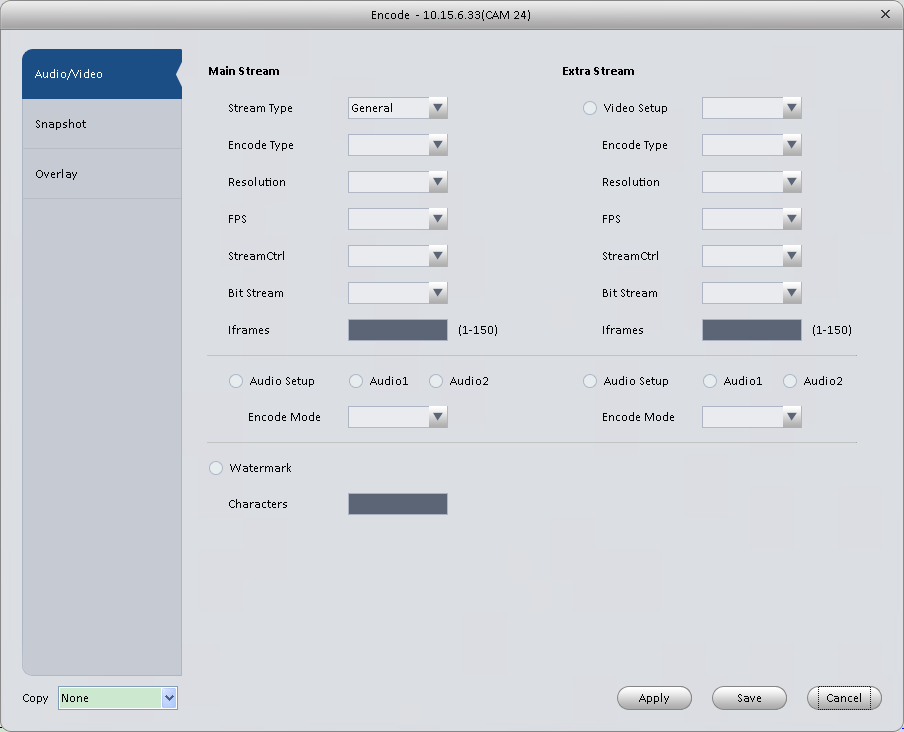 Encode - 10.15.6.33(CAM 24)
Audio/Video
Snapshot
Overlay
Main Stream
Stream Type General
Encode Type
Resolution
FPS
StreamCtrl
Bit Stream
Iframes (1-150)
Extra Stream
Video Setup
Encode Type
Resolution
FPS
StreamCtrl
Bit Stream
Iframes (1-150)
Audio Setup Audio1 Audio2
Encode Mode
Audio Setup Audio1 Audio2
Encode Mode
Watermark
Characters
Copy None
Apply Save Cancel